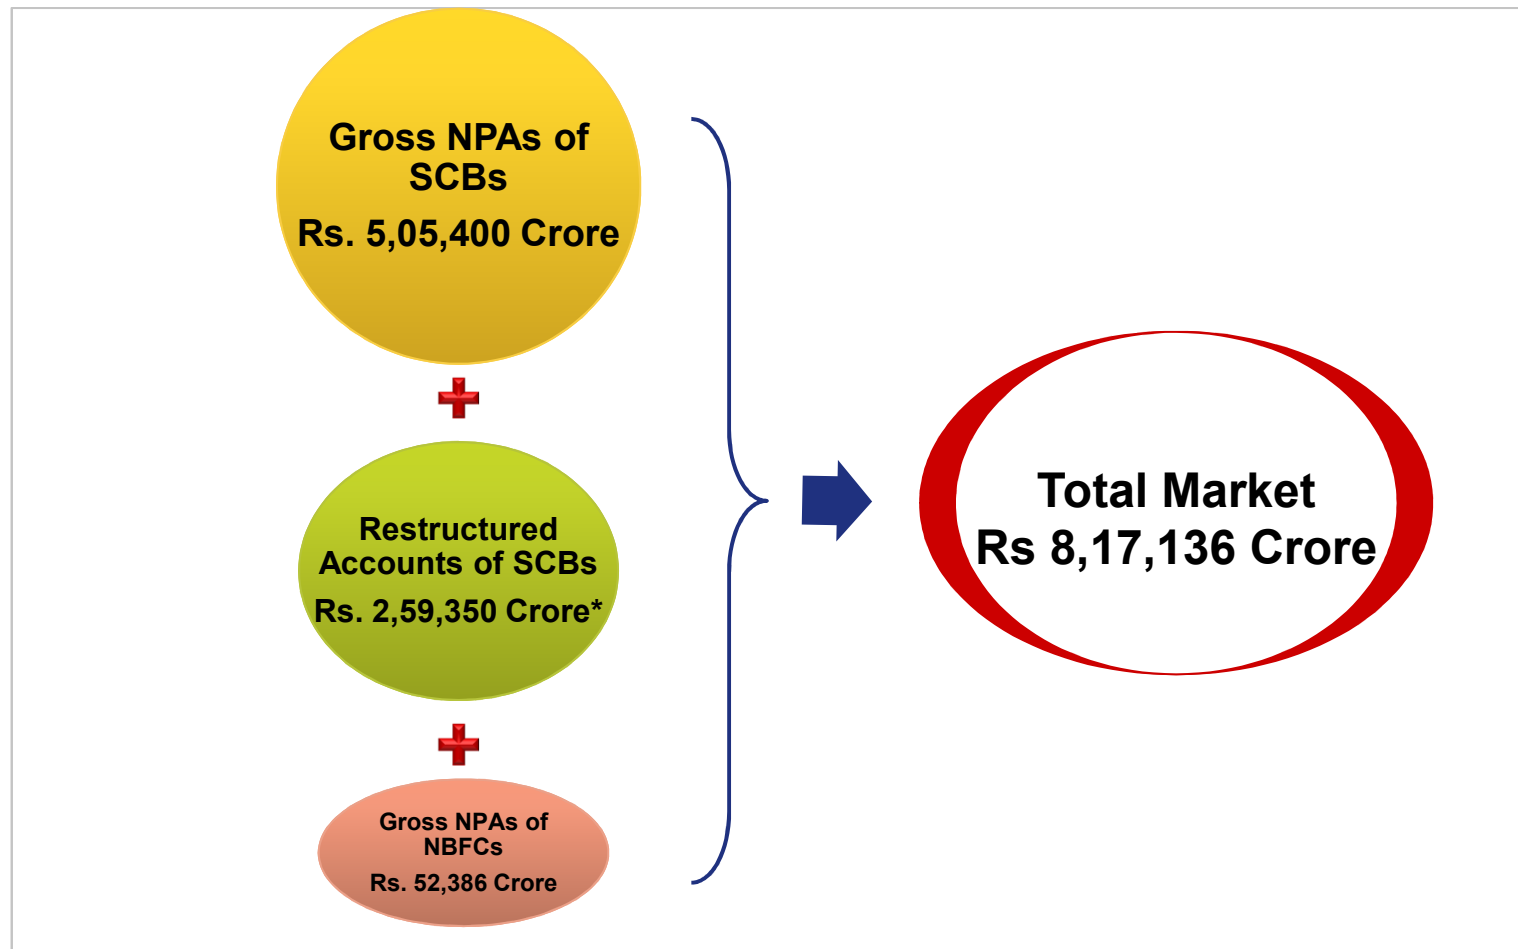 Gross NPAs of
SCBs
Rs. 5,05,400 Crore
Restructured
Accounts of SCBs
Rs. 2,59,350 Crore*
Gross NPAs of
NBFCs
Rs. 52,386 Crore
Total Market
Rs 8,17,136 Crore